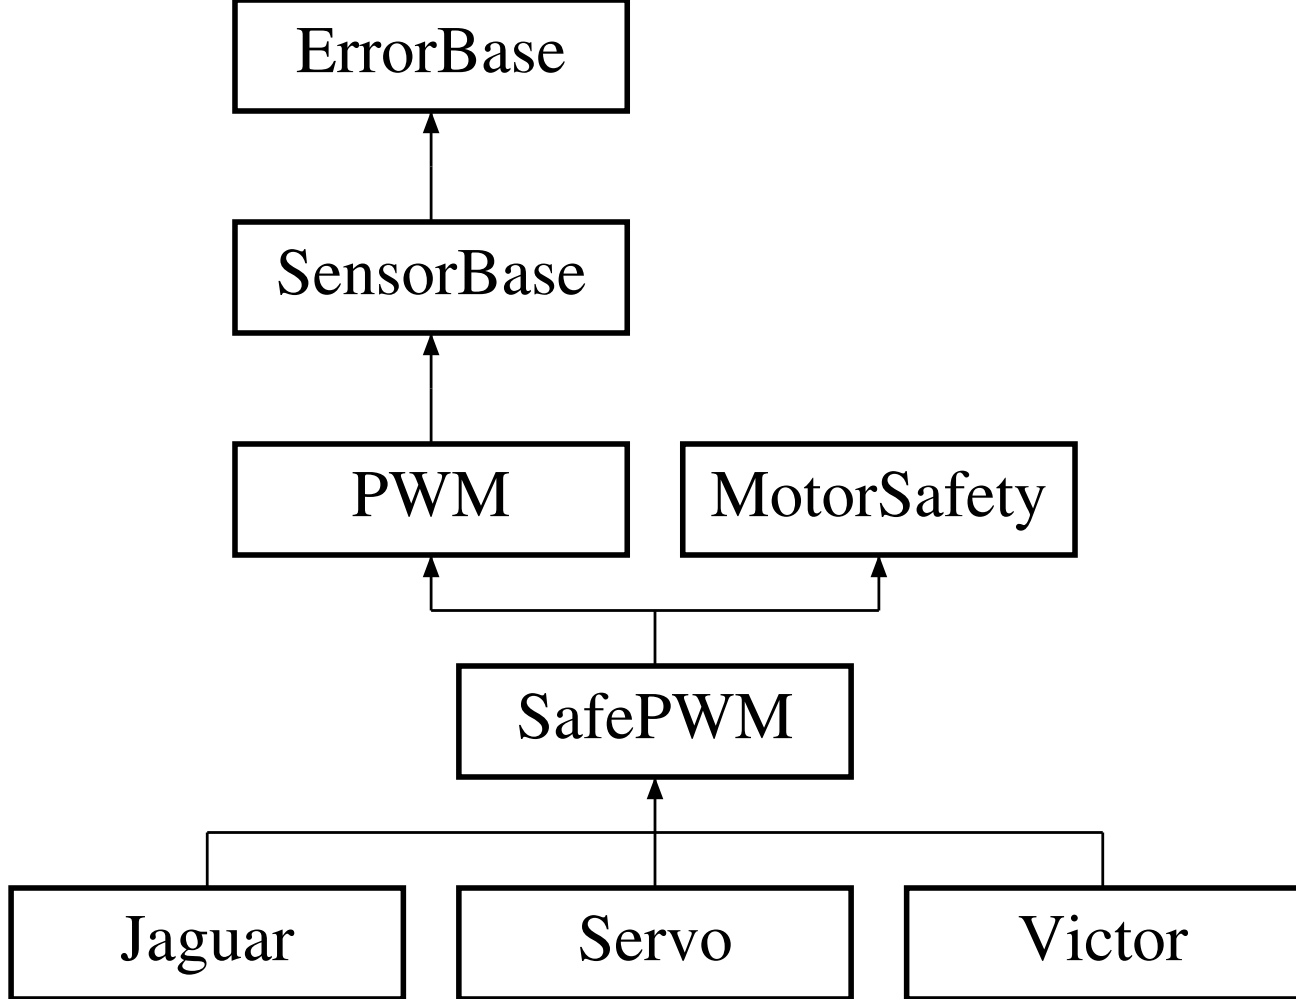 ErrorBase
SensorBase
PWM
MotorSafety
SafePWM
Jaguar
Servo
Victor